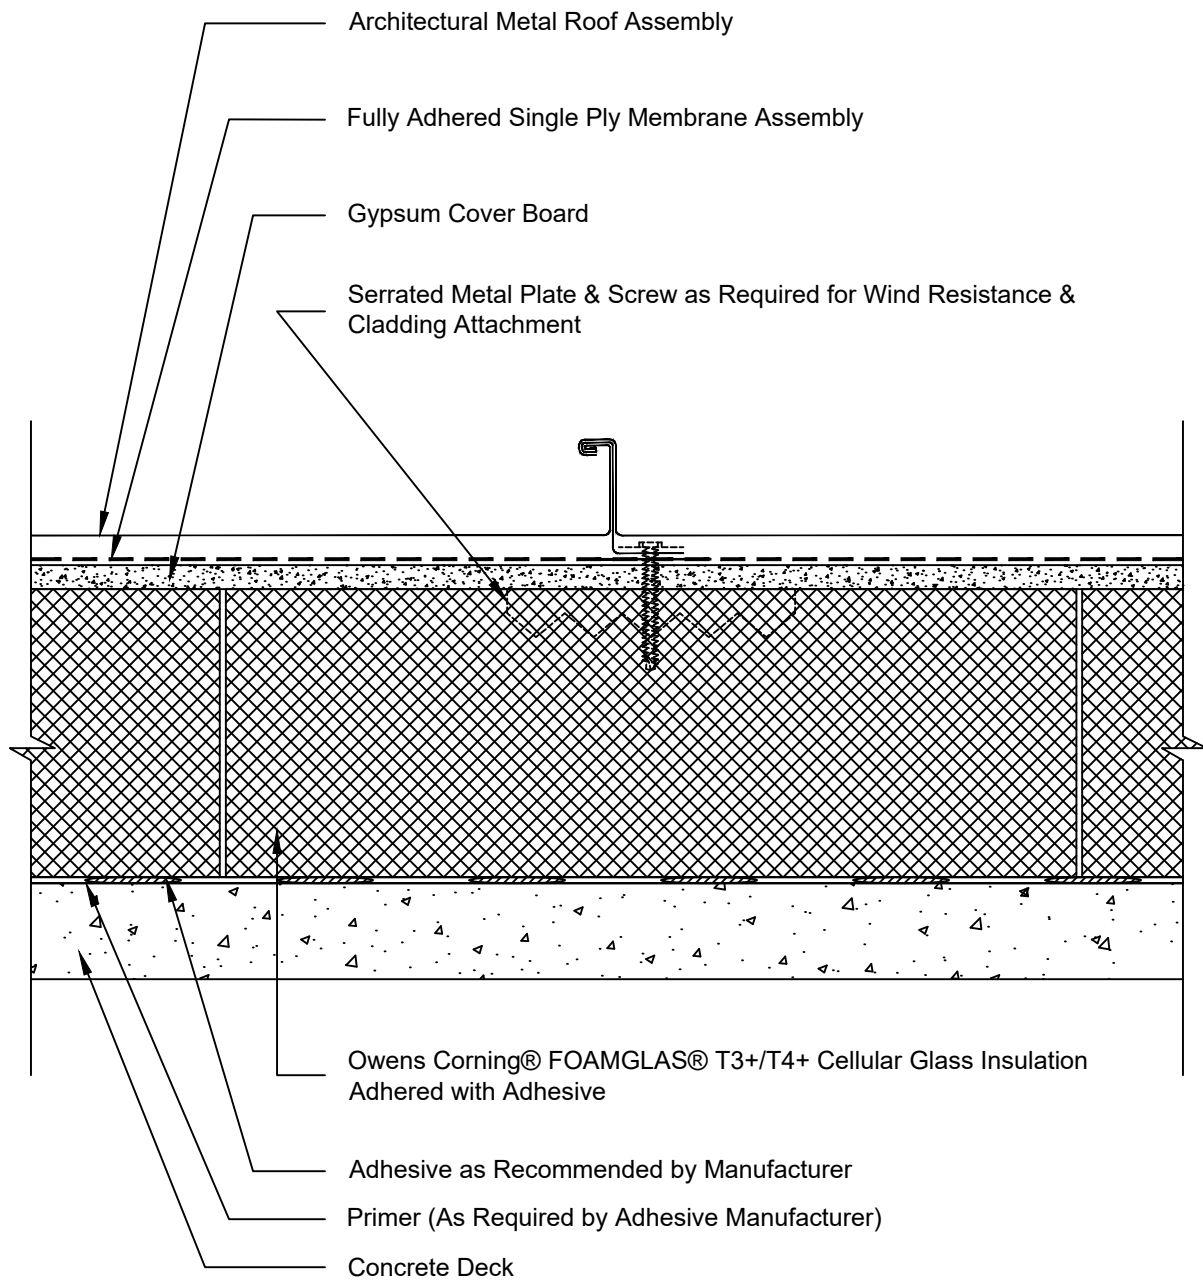 Architectural Metal Roof Assembly
Fully Adhered Single Ply Membrane Assembly
Gypsum Cover Board
Serrated Metal Plate & Screw as Required for Wind Resistance &
Cladding Attachment
Owens Corning® FOAMGLAS® T3+/T4+ Cellular Glass Insulation
Adhered with Adhesive
Adhesive as Recommended by Manufacturer
Primer (As Required by Adhesive Manufacturer)
Concrete Deck